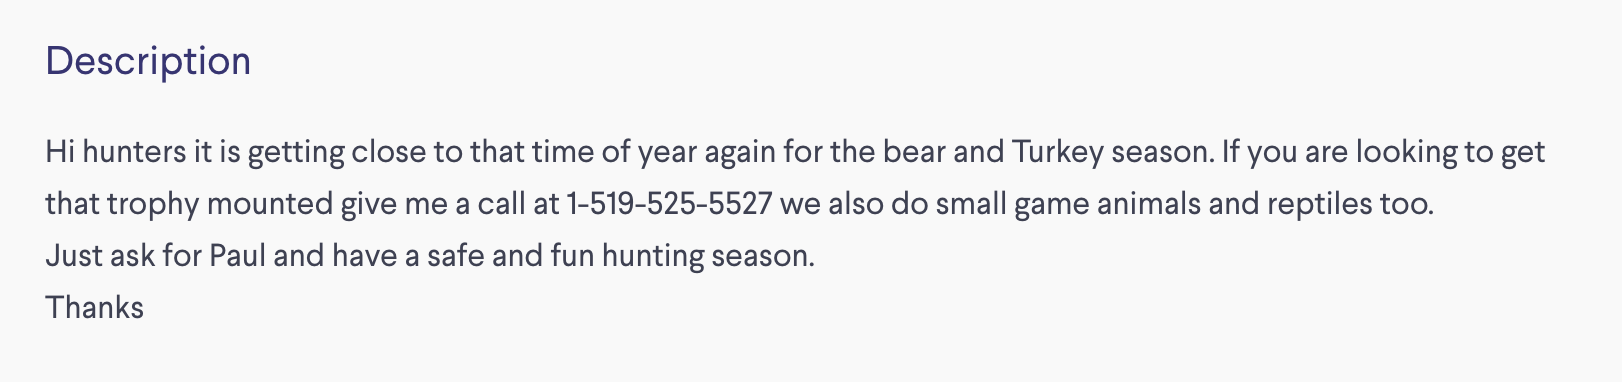 Description
Hi hunters it is getting close to that time of year again for the bear and Turkey season. If you are looking to get
that trophy mounted give me a call at 1-519-525-5527 we also do small game animals and reptiles too.
Just ask for Paul and have a safe and fun hunting season.
Thanks